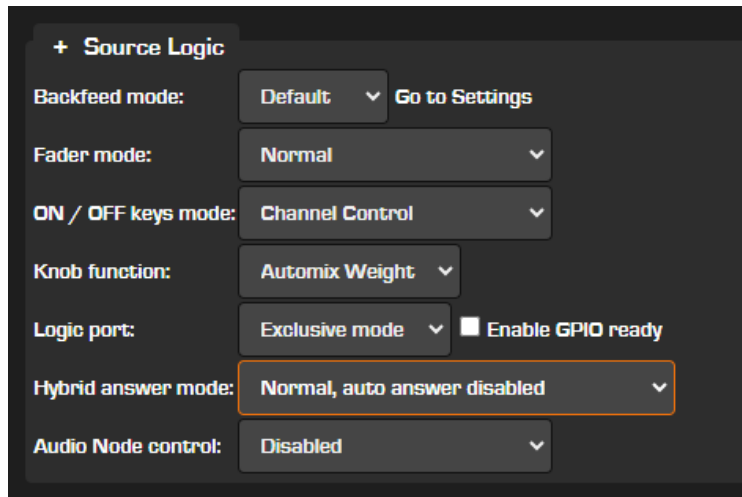 + Source Logic
Backfeed mode: Default Go to Settings
Fader mode: Normal
ON / OFF keys mode: Channel Control
Knob function: Automix Weight
Logic port: Exclusive mode Enable GPIO ready
Hybrid answer mode: Normal, auto answer disabled
Audio Node control: Disabled